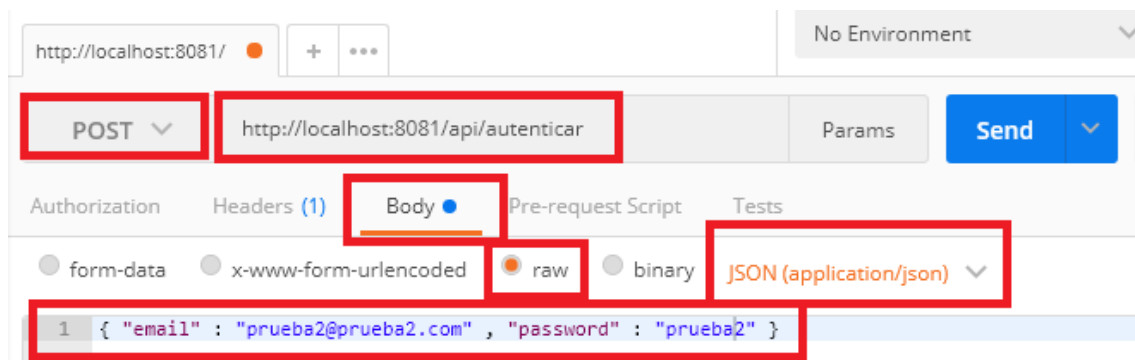 http://localhost:8081/ + ••• No Environment
POST http://localhost:8081/api/autenticar Params Send
Authorization Headers (1) Body Pre-request Script Tests
form-data x-www-form-urlencoded raw binary JSON (application/json)
1 { "email" : "prueba2@prueba2.com" , "password" : "prueba2" }